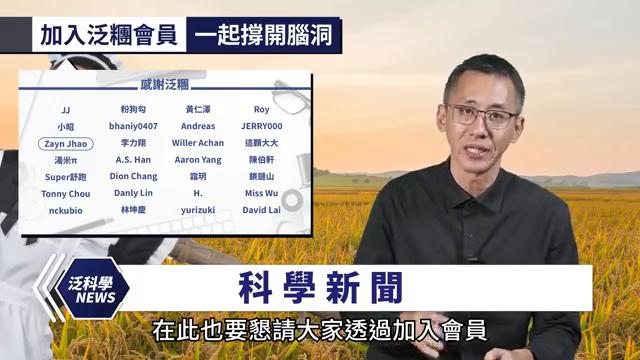 加入泛糰會員 一起撐開腦洞
感謝泛糰
JJ 粉狗勾 黃仁澤 Roy
小昭 bhaniy0407 Andreas JERRY000
Zayn Jhao 李力翔 Willer Achan 這顆大大
湯米π A.S. Han Aaron Yang 陳伯軒
Super舒跑 Dion Chang 霜玥 鎖鏈山
Tonny Chou Danly Lin H. Miss Wu
nckubio 林坤慶 yurizuki David Lai
泛科學
NEWS
科學新聞
在此也要懇請大家透過加入會員